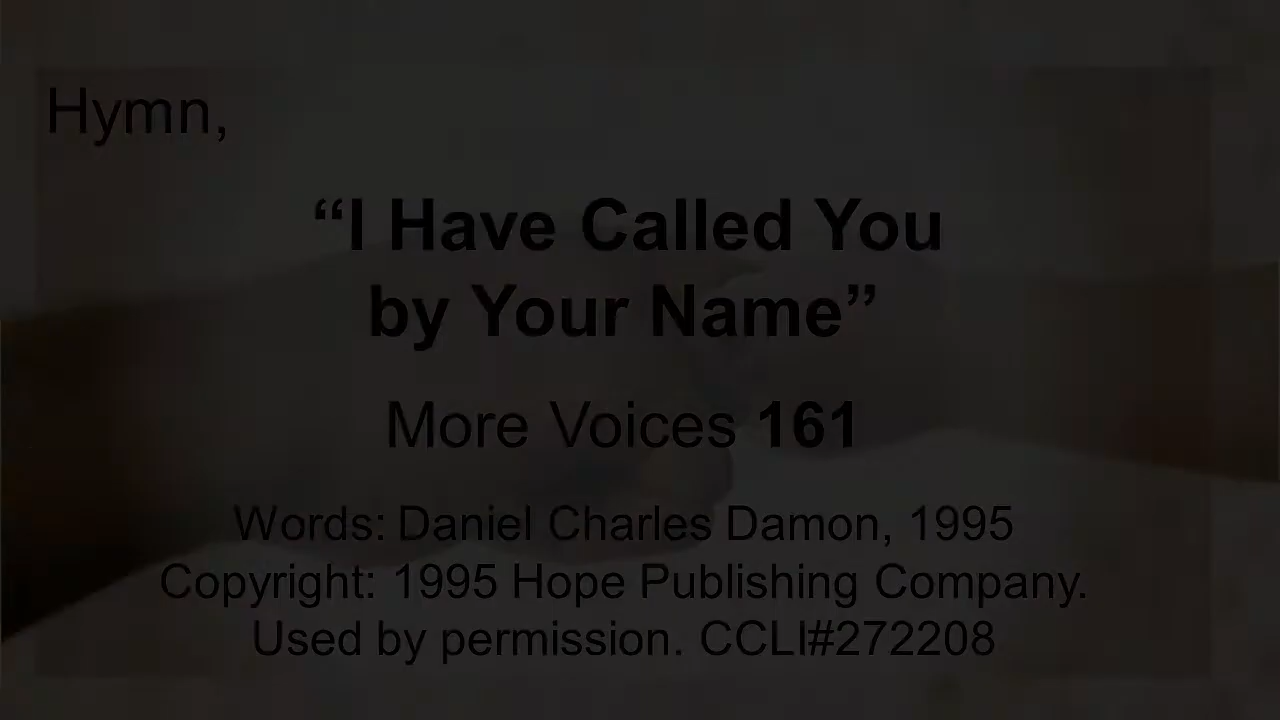 Hymn,
“I Have Called You
by Your Name”
More Voices 161
Words: Daniel Charles Damon, 1995
Copyright: 1995 Hope Publishing Company.
Used by permission. CCLI#272208